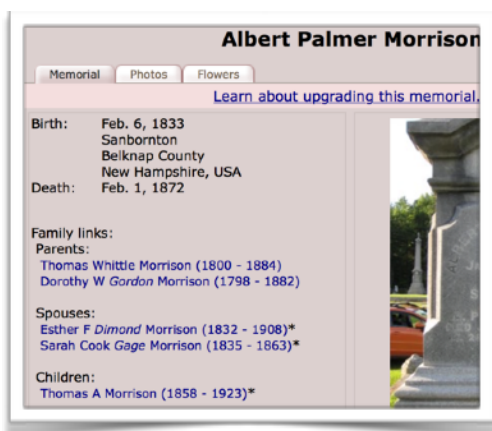 Albert Palmer Morrison
Memorial
Photos
Flowers
Learn about upgrading this memorial.
Birth: Feb. 6, 1833
Sanbornton
Belknap County
New Hampshire, USA
Death: Feb. 1, 1872
Family links:
Parents:
Thomas Whittle Morrison (1800 - 1884)
Dorothy W Gordon Morrison (1798 - 1882)
Spouses:
Esther F Dimond Morrison (1832 - 1908)*
Sarah Cook Gage Morrison (1835 - 1863)*
Children:
Thomas A Morrison (1858 - 1923)*